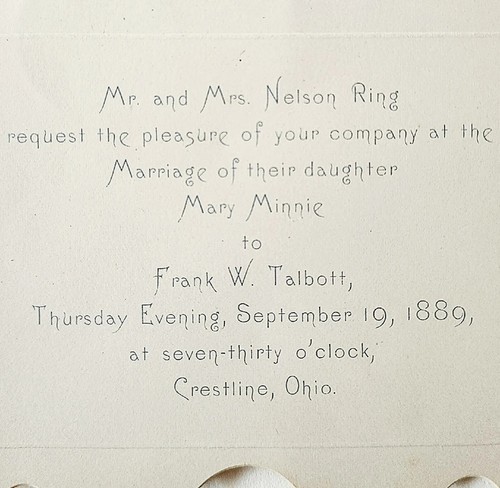 Mr. and Mrs. Nelson Ring
request the pleasure of your company at the
Marriage of their daughter
Mary Minnie
to
Frank W. Talbott,
Thursday Evening, September 19, 1889,
at seven-thirty o'clock,
Crestline, Ohio.